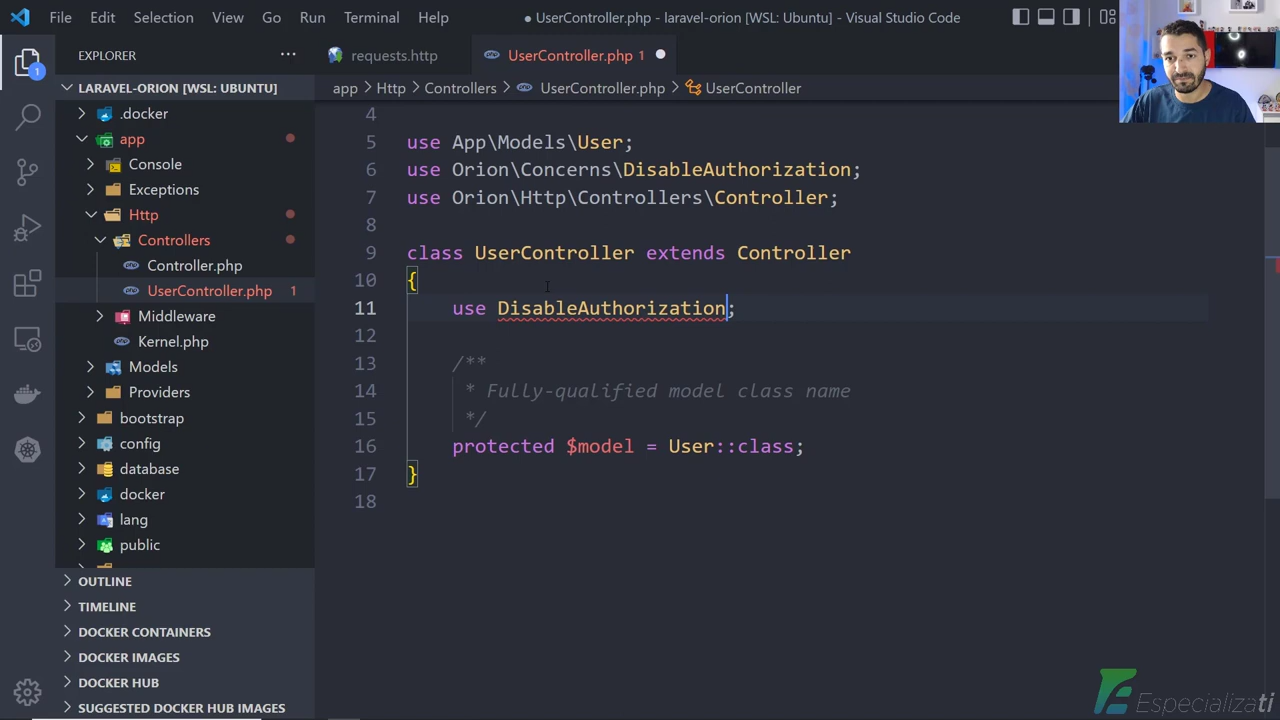 File Edit Selection View Go Run Terminal Help
● UserController.php - laravel-orion [WSL: Ubuntu] - Visual Studio Code
EXPLORER
requests.http
UserController.php 1
LARAVEL-ORION [WSL: UBUNTU]
app > Http > Controllers > UserController.php > UserController
.docker
app
Console
Exceptions
Http
Controllers
Controller.php
UserController.php 1
Middleware
Kernel.php
Models
Providers
bootstrap
config
database
docker
lang
public
OUTLINE
TIMELINE
DOCKER CONTAINERS
DOCKER IMAGES
DOCKER HUB
SUGGESTED DOCKER HUB IMAGES
1
4
5 use App\Models\User;
6 use Orion\Concerns\DisableAuthorization;
7 use Orion\Http\Controllers\Controller;
8
9 class UserController extends Controller
10 {
11 use DisableAuthorization;
12
13 /**
14 * Fully-qualified model class name
15 */
16 protected $model = User::class;
17 }
18
Especializati